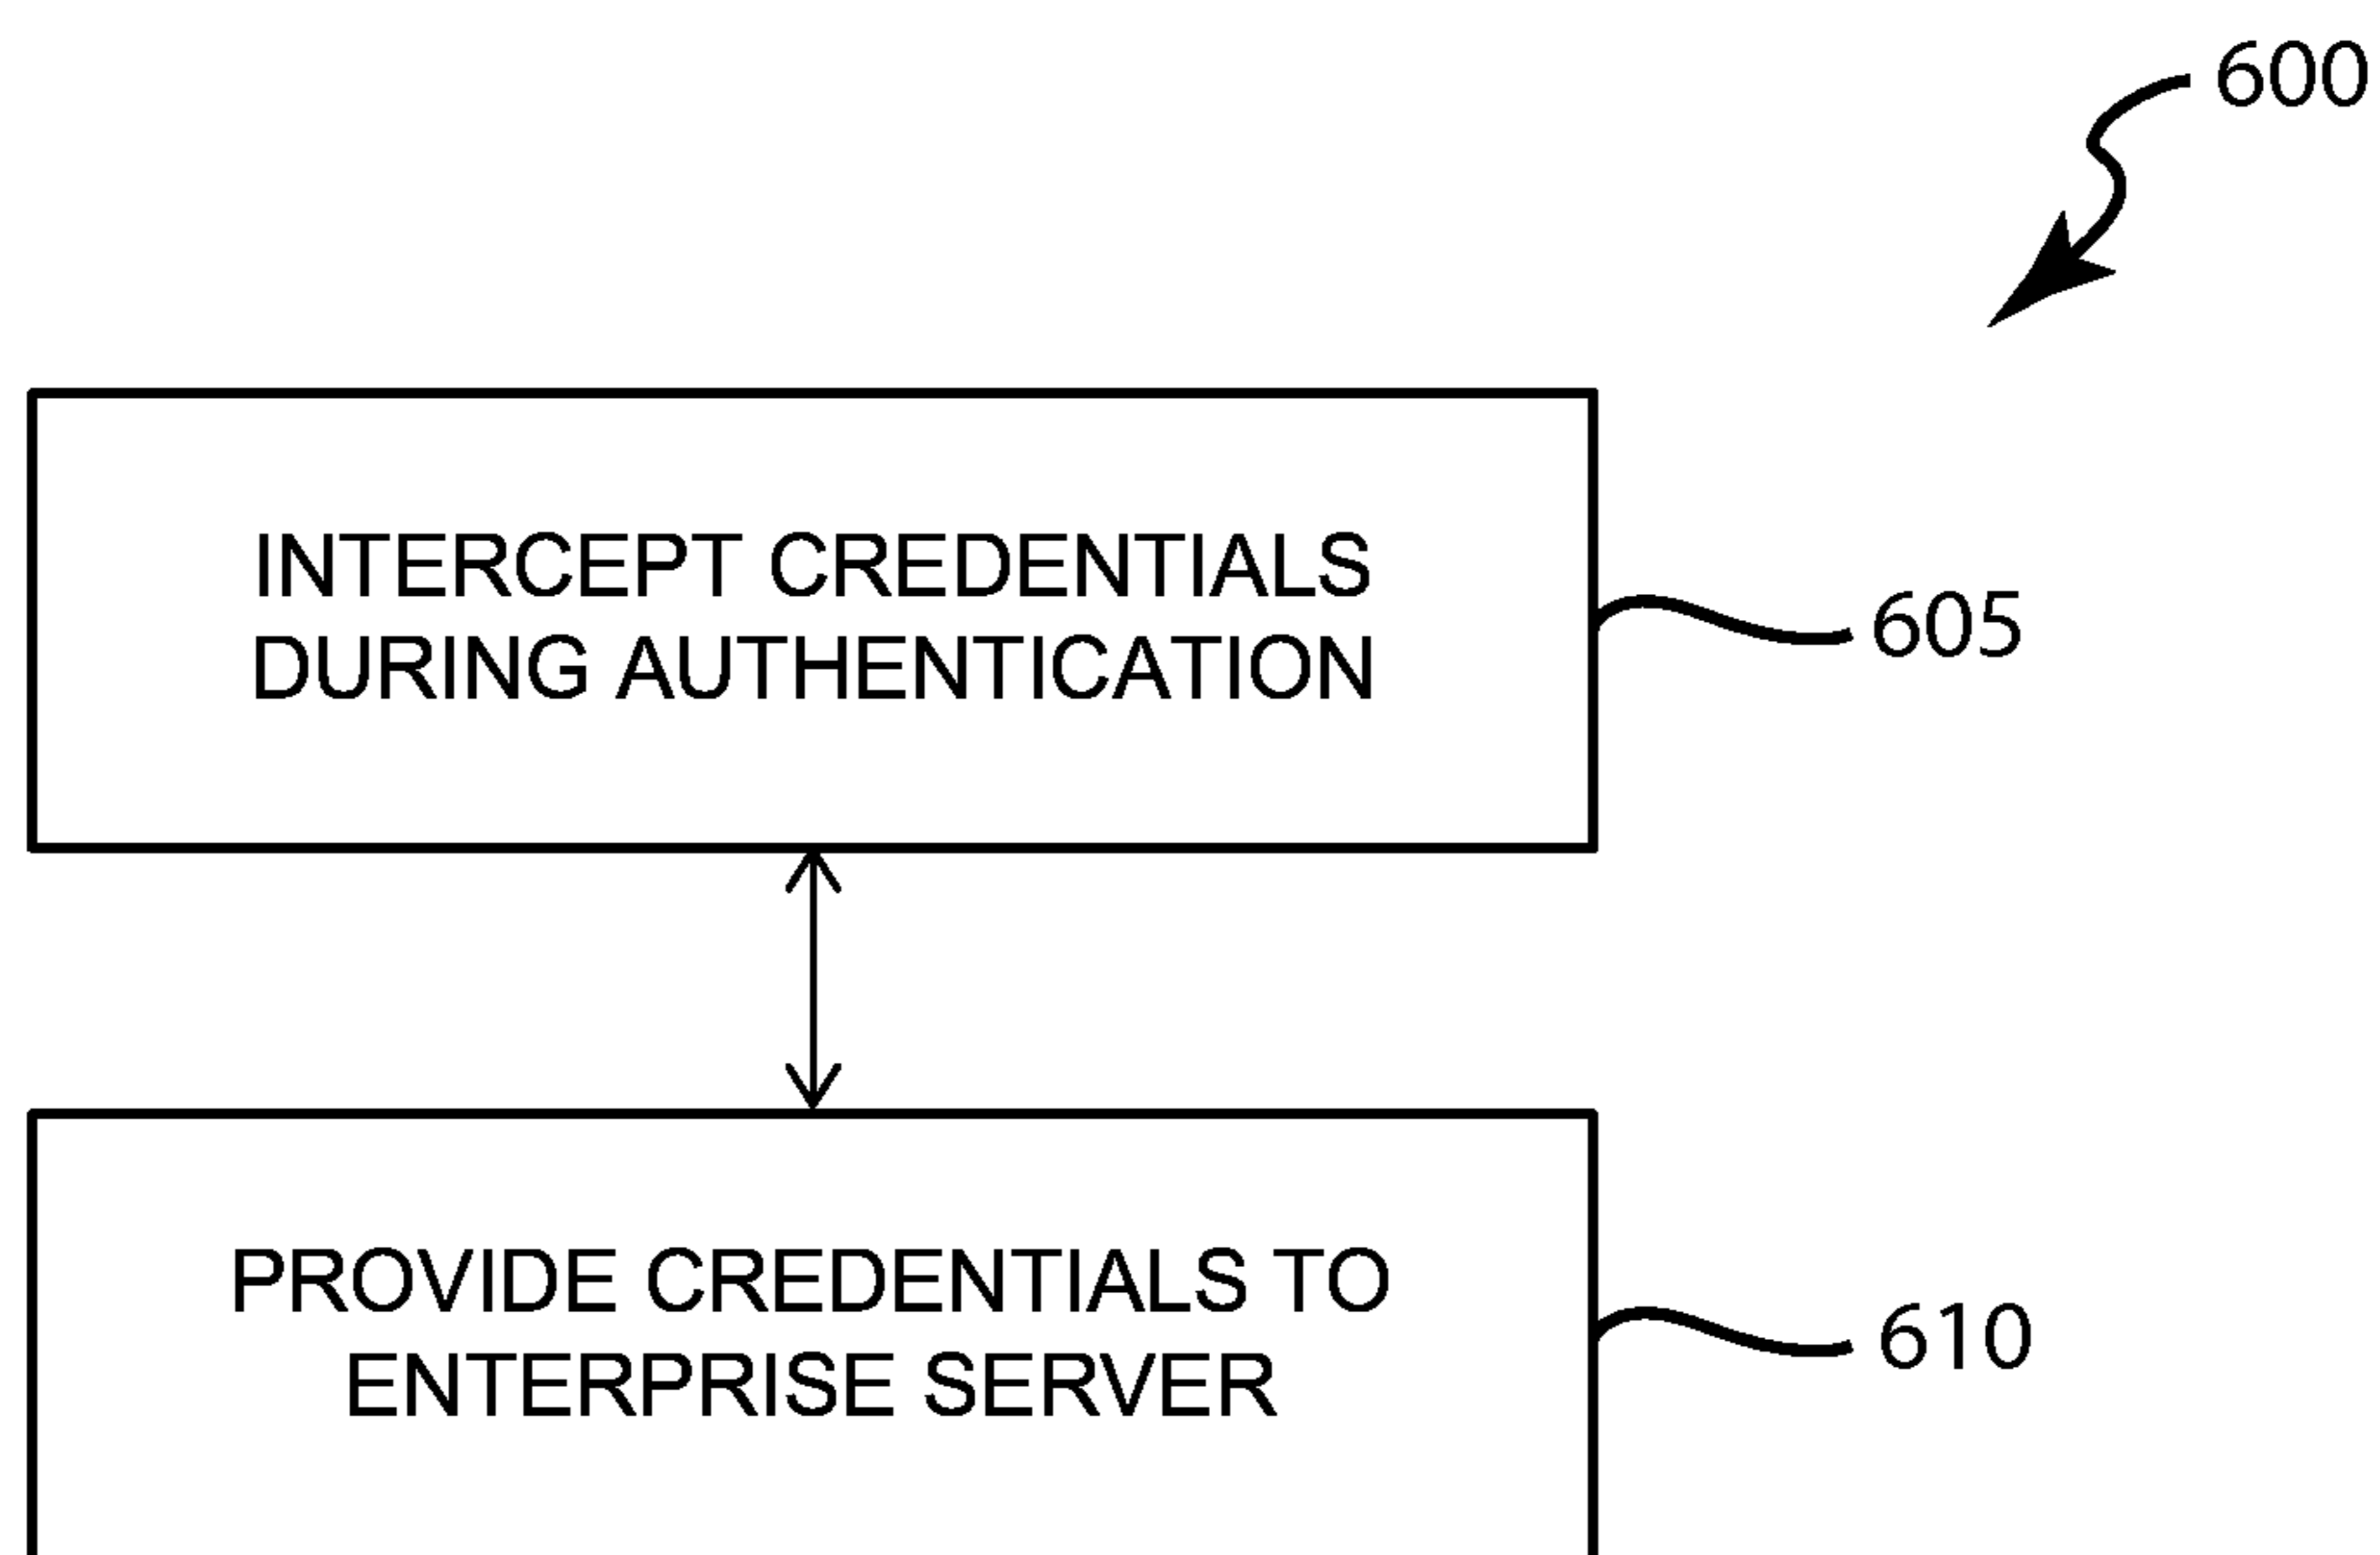 600
INTERCEPT CREDENTIALS
DURING AUTHENTICATION
605
PROVIDE CREDENTIALS TO
ENTERPRISE SERVER
610